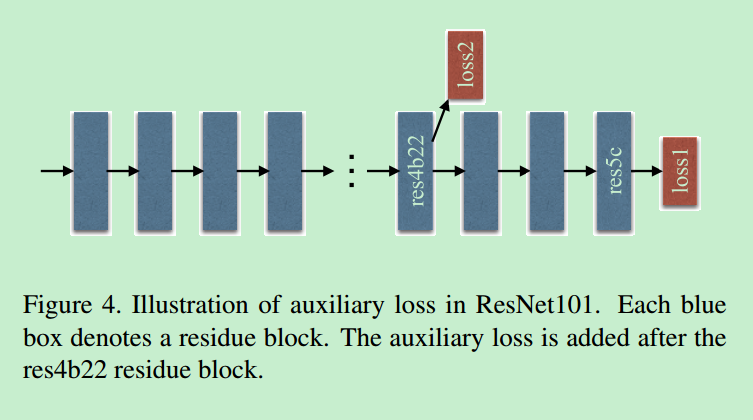 loss2
res4b22
res5c
loss1
Figure 4. Illustration of auxiliary loss in ResNet101. Each blue
box denotes a residue block. The auxiliary loss is added after the
res4b22 residue block.